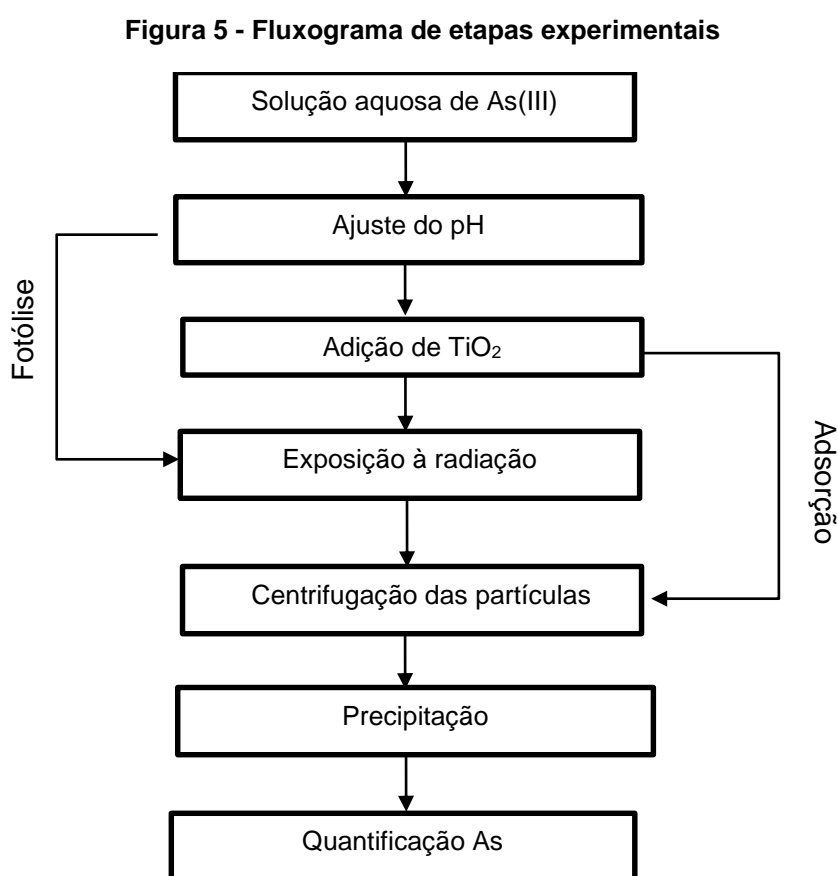 Figura 5 - Fluxograma de etapas experimentais
Solução aquosa de As(III)
Ajuste do pH
Fotólise
Adição de TiO₂
Exposição à radiação
Adsorção
Centrifugação das partículas
Precipitação
Quantificação As